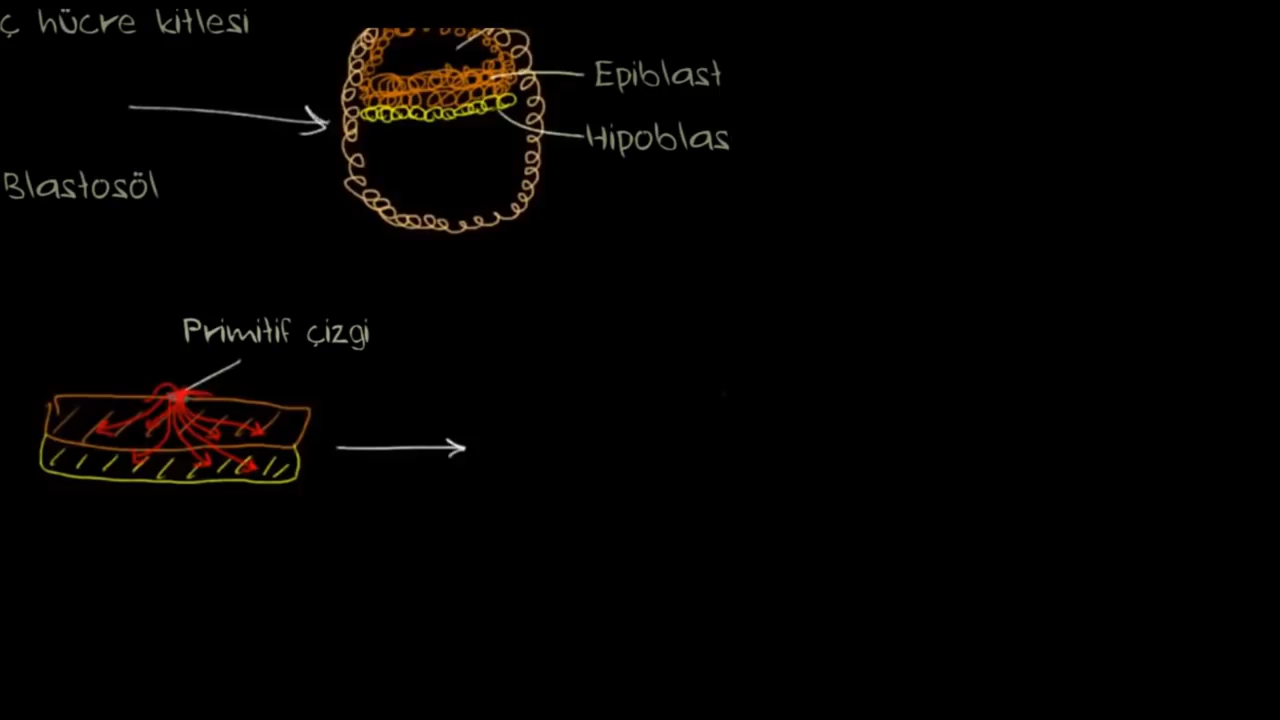 ç hücre kitlesi
Epiblast
Hipoblas
Blastosöl
Primitif çizgi